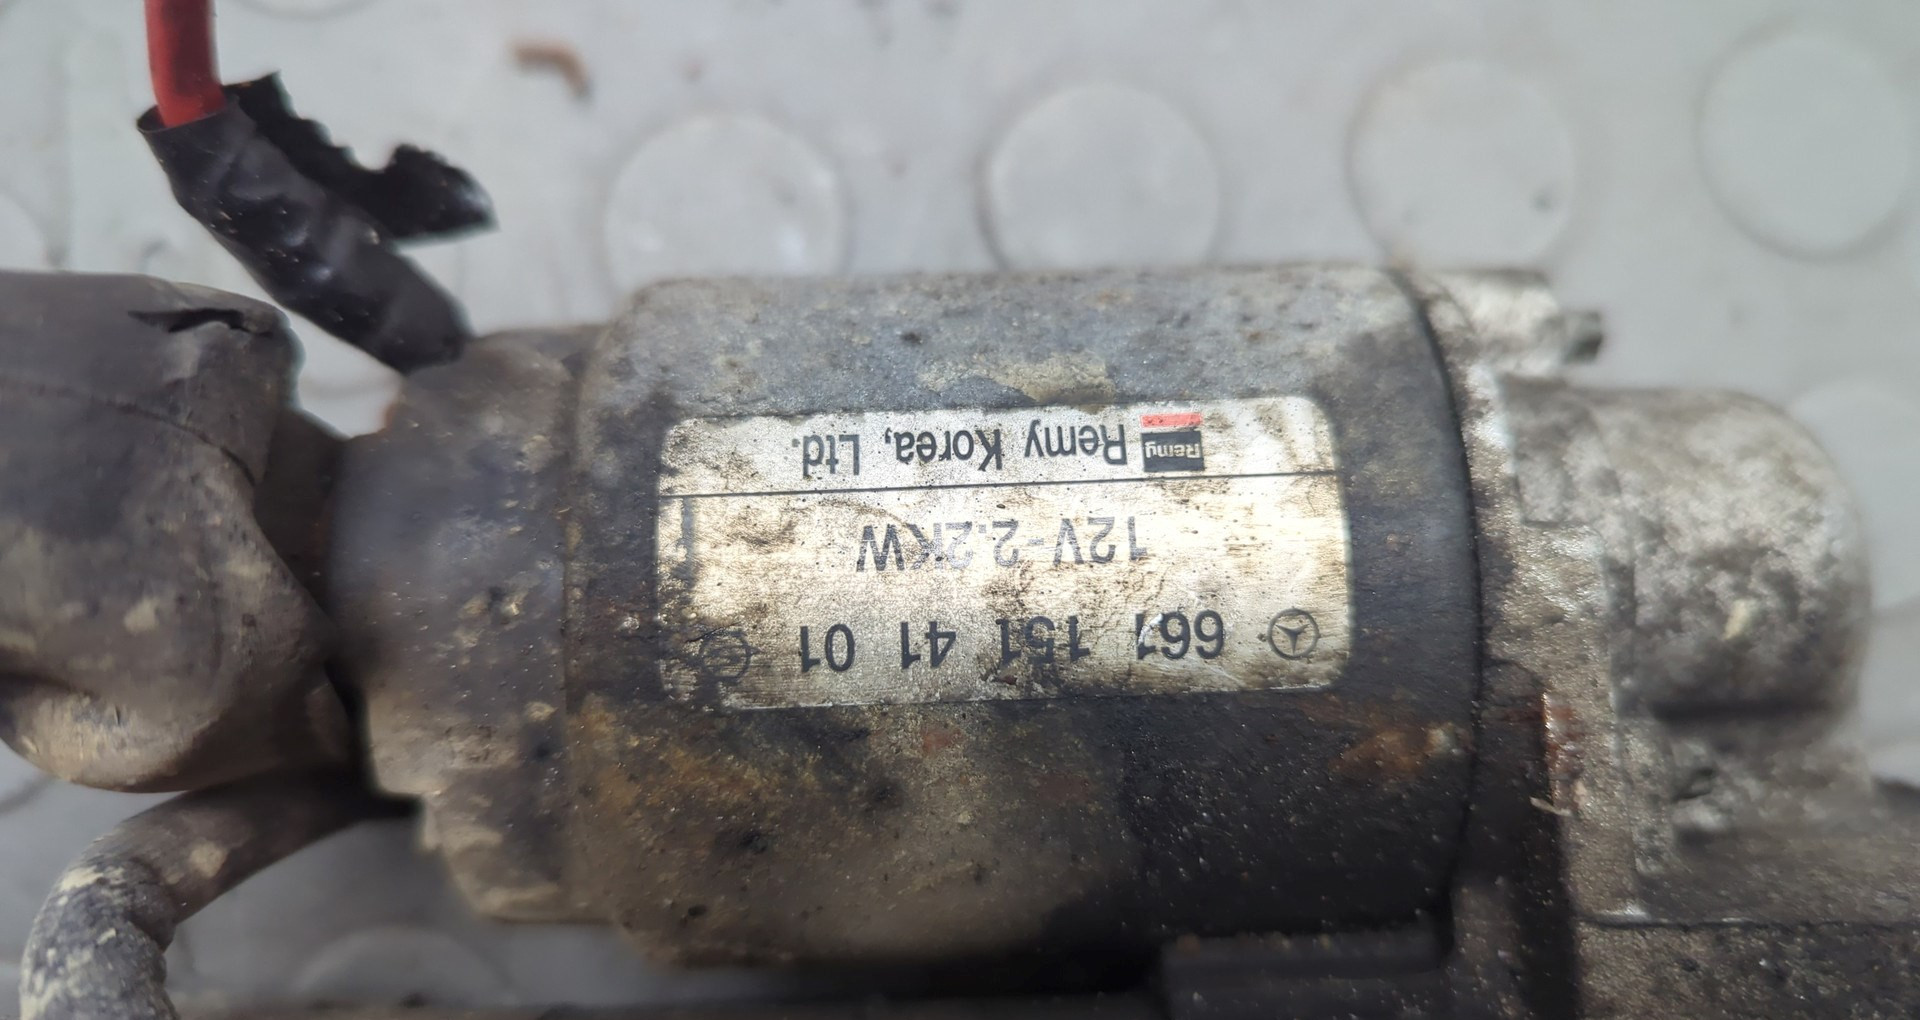 Remy Remy Korea, Ltd.
12V-2.2KW
661 151 41 01